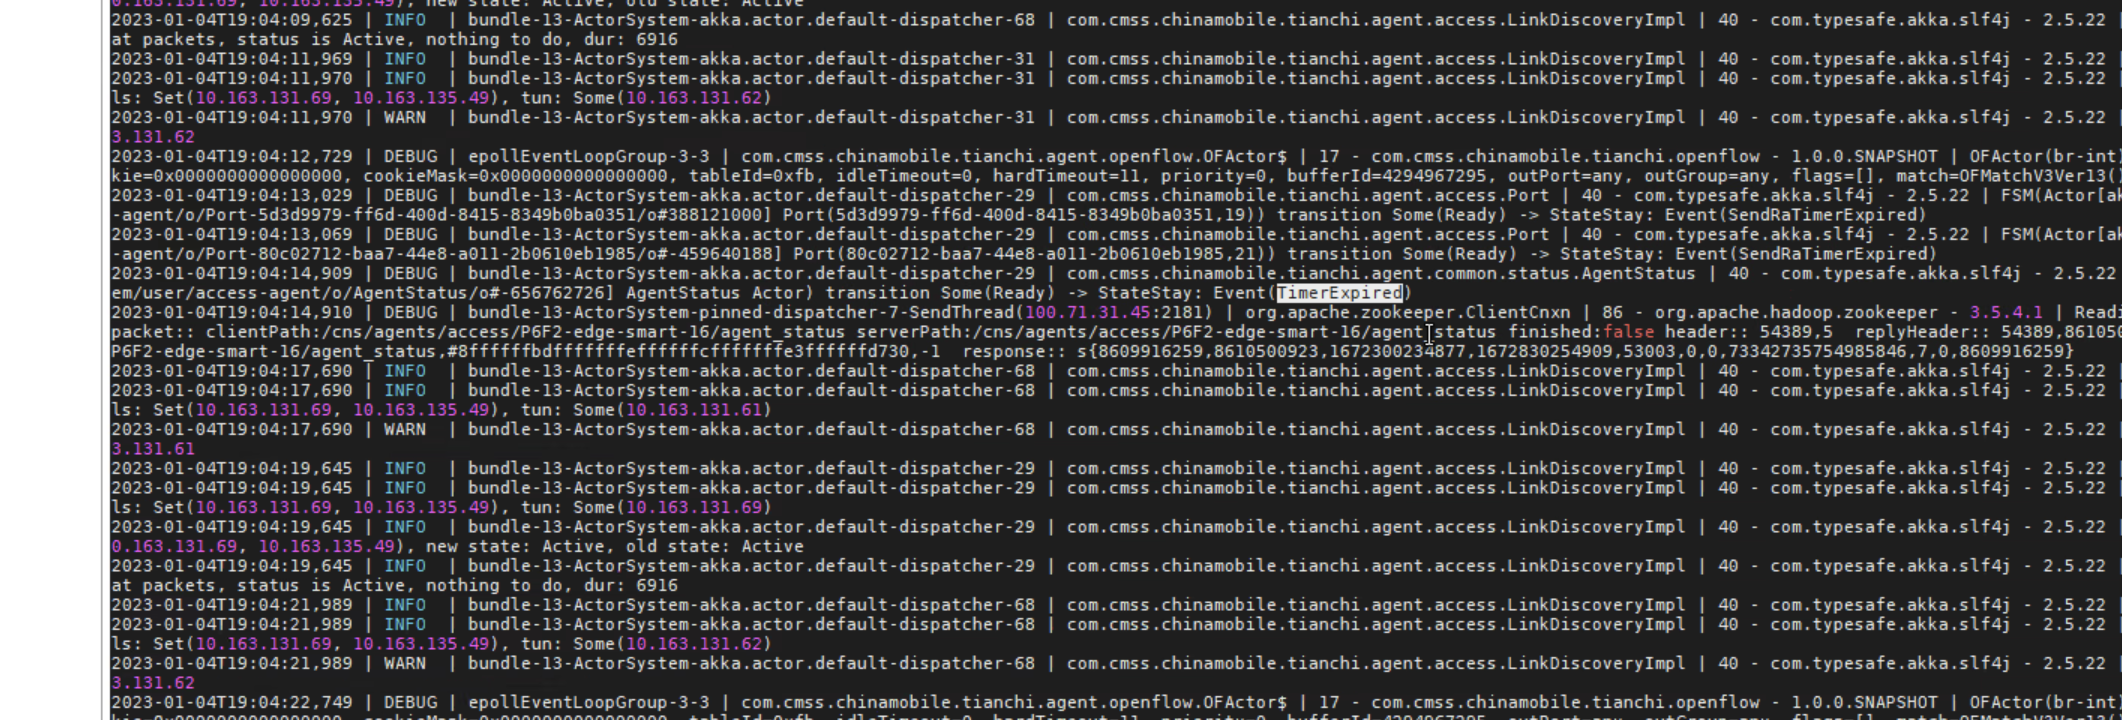 0.163.131.69, 10.163.135.49), new state: Active, old state: Active
2023-01-04T19:04:09,625 | INFO  | bundle-13-ActorSystem-akka.actor.default-dispatcher-68 | com.cmss.chinamobile.tianchi.agent.access.LinkDiscoveryImpl | 40 - com.typesafe.akka.slf4j - 2.5.22 |
at packets, status is Active, nothing to do, dur: 6916
2023-01-04T19:04:11,969 | INFO  | bundle-13-ActorSystem-akka.actor.default-dispatcher-31 | com.cmss.chinamobile.tianchi.agent.access.LinkDiscoveryImpl | 40 - com.typesafe.akka.slf4j - 2.5.22 |
2023-01-04T19:04:11,970 | INFO  | bundle-13-ActorSystem-akka.actor.default-dispatcher-31 | com.cmss.chinamobile.tianchi.agent.access.LinkDiscoveryImpl | 40 - com.typesafe.akka.slf4j - 2.5.22 |
ls: Set(10.163.131.69, 10.163.135.49), tun: Some(10.163.131.62)
2023-01-04T19:04:11,970 | WARN  | bundle-13-ActorSystem-akka.actor.default-dispatcher-31 | com.cmss.chinamobile.tianchi.agent.access.LinkDiscoveryImpl | 40 - com.typesafe.akka.slf4j - 2.5.22 |
3.131.62
2023-01-04T19:04:12,729 | DEBUG | epollEventLoopGroup-3-3 | com.cmss.chinamobile.tianchi.agent.openflow.OFActor$ | 17 - com.cmss.chinamobile.tianchi.openflow - 1.0.0.SNAPSHOT | OFActor(br-int)
kie=0x0000000000000000, cookieMask=0x0000000000000000, tableId=0xfb, idleTimeout=0, hardTimeout=11, priority=0, bufferId=4294967295, outPort=any, outGroup=any, flags=[], match=OFMatchV3Ver13()
2023-01-04T19:04:13,029 | DEBUG | bundle-13-ActorSystem-akka.actor.default-dispatcher-29 | com.cmss.chinamobile.tianchi.agent.access.Port | 40 - com.typesafe.akka.slf4j - 2.5.22 | FSM(Actor[ak
-agent/o/Port-5d3d9979-ff6d-400d-8415-8349b0ba0351/o#388121000] Port(5d3d9979-ff6d-400d-8415-8349b0ba0351,19)) transition Some(Ready) -> StateStay: Event(SendRaTimerExpired)
2023-01-04T19:04:13,069 | DEBUG | bundle-13-ActorSystem-akka.actor.default-dispatcher-29 | com.cmss.chinamobile.tianchi.agent.access.Port | 40 - com.typesafe.akka.slf4j - 2.5.22 | FSM(Actor[ak
-agent/o/Port-80c02712-baa7-44e8-a011-2b0610eb1985/o#-459640188] Port(80c02712-baa7-44e8-a011-2b0610eb1985,21)) transition Some(Ready) -> StateStay: Event(SendRaTimerExpired)
2023-01-04T19:04:14,909 | DEBUG | bundle-13-ActorSystem-akka.actor.default-dispatcher-29 | com.cmss.chinamobile.tianchi.agent.common.status.AgentStatus | 40 - com.typesafe.akka.slf4j - 2.5.22
em/user/access-agent/o/AgentStatus/o#-656762726] AgentStatus Actor) transition Some(Ready) -> StateStay: Event(TimerExpired)
2023-01-04T19:04:14,910 | DEBUG | bundle-13-ActorSystem-pinned-dispatcher-7-SendThread(100.71.31.45:2181) | org.apache.zookeeper.ClientCnxn | 86 - org.apache.hadoop.zookeeper - 3.5.4.1 | Readi
packet:: clientPath:/cns/agents/access/P6F2-edge-smart-16/agent_status serverPath:/cns/agents/access/P6F2-edge-smart-16/agent_status finished:false header:: 54389,5  replyHeader:: 54389,861050
P6F2-edge-smart-16/agent_status,#8ffffffbdfffffffeffffffcfffffffe3ffffffd730,-1  response:: s{8609916259,8610500923,1672300234877,1672830254909,53003,0,0,73342735754985846,7,0,8609916259}
2023-01-04T19:04:17,690 | INFO  | bundle-13-ActorSystem-akka.actor.default-dispatcher-68 | com.cmss.chinamobile.tianchi.agent.access.LinkDiscoveryImpl | 40 - com.typesafe.akka.slf4j - 2.5.22 |
2023-01-04T19:04:17,690 | INFO  | bundle-13-ActorSystem-akka.actor.default-dispatcher-68 | com.cmss.chinamobile.tianchi.agent.access.LinkDiscoveryImpl | 40 - com.typesafe.akka.slf4j - 2.5.22 |
ls: Set(10.163.131.69, 10.163.135.49), tun: Some(10.163.131.61)
2023-01-04T19:04:17,690 | WARN  | bundle-13-ActorSystem-akka.actor.default-dispatcher-68 | com.cmss.chinamobile.tianchi.agent.access.LinkDiscoveryImpl | 40 - com.typesafe.akka.slf4j - 2.5.22 |
3.131.61
2023-01-04T19:04:19,645 | INFO  | bundle-13-ActorSystem-akka.actor.default-dispatcher-29 | com.cmss.chinamobile.tianchi.agent.access.LinkDiscoveryImpl | 40 - com.typesafe.akka.slf4j - 2.5.22 |
2023-01-04T19:04:19,645 | INFO  | bundle-13-ActorSystem-akka.actor.default-dispatcher-29 | com.cmss.chinamobile.tianchi.agent.access.LinkDiscoveryImpl | 40 - com.typesafe.akka.slf4j - 2.5.22 |
ls: Set(10.163.131.69, 10.163.135.49), tun: Some(10.163.131.69)
2023-01-04T19:04:19,645 | INFO  | bundle-13-ActorSystem-akka.actor.default-dispatcher-29 | com.cmss.chinamobile.tianchi.agent.access.LinkDiscoveryImpl | 40 - com.typesafe.akka.slf4j - 2.5.22 |
0.163.131.69, 10.163.135.49), new state: Active, old state: Active
2023-01-04T19:04:19,645 | INFO  | bundle-13-ActorSystem-akka.actor.default-dispatcher-29 | com.cmss.chinamobile.tianchi.agent.access.LinkDiscoveryImpl | 40 - com.typesafe.akka.slf4j - 2.5.22 |
at packets, status is Active, nothing to do, dur: 6916
2023-01-04T19:04:21,989 | INFO  | bundle-13-ActorSystem-akka.actor.default-dispatcher-68 | com.cmss.chinamobile.tianchi.agent.access.LinkDiscoveryImpl | 40 - com.typesafe.akka.slf4j - 2.5.22 |
2023-01-04T19:04:21,989 | INFO  | bundle-13-ActorSystem-akka.actor.default-dispatcher-68 | com.cmss.chinamobile.tianchi.agent.access.LinkDiscoveryImpl | 40 - com.typesafe.akka.slf4j - 2.5.22 |
ls: Set(10.163.131.69, 10.163.135.49), tun: Some(10.163.131.62)
2023-01-04T19:04:21,989 | WARN  | bundle-13-ActorSystem-akka.actor.default-dispatcher-68 | com.cmss.chinamobile.tianchi.agent.access.LinkDiscoveryImpl | 40 - com.typesafe.akka.slf4j - 2.5.22 |
3.131.62
2023-01-04T19:04:22,749 | DEBUG | epollEventLoopGroup-3-3 | com.cmss.chinamobile.tianchi.agent.openflow.OFActor$ | 17 - com.cmss.chinamobile.tianchi.openflow - 1.0.0.SNAPSHOT | OFActor(br-int)